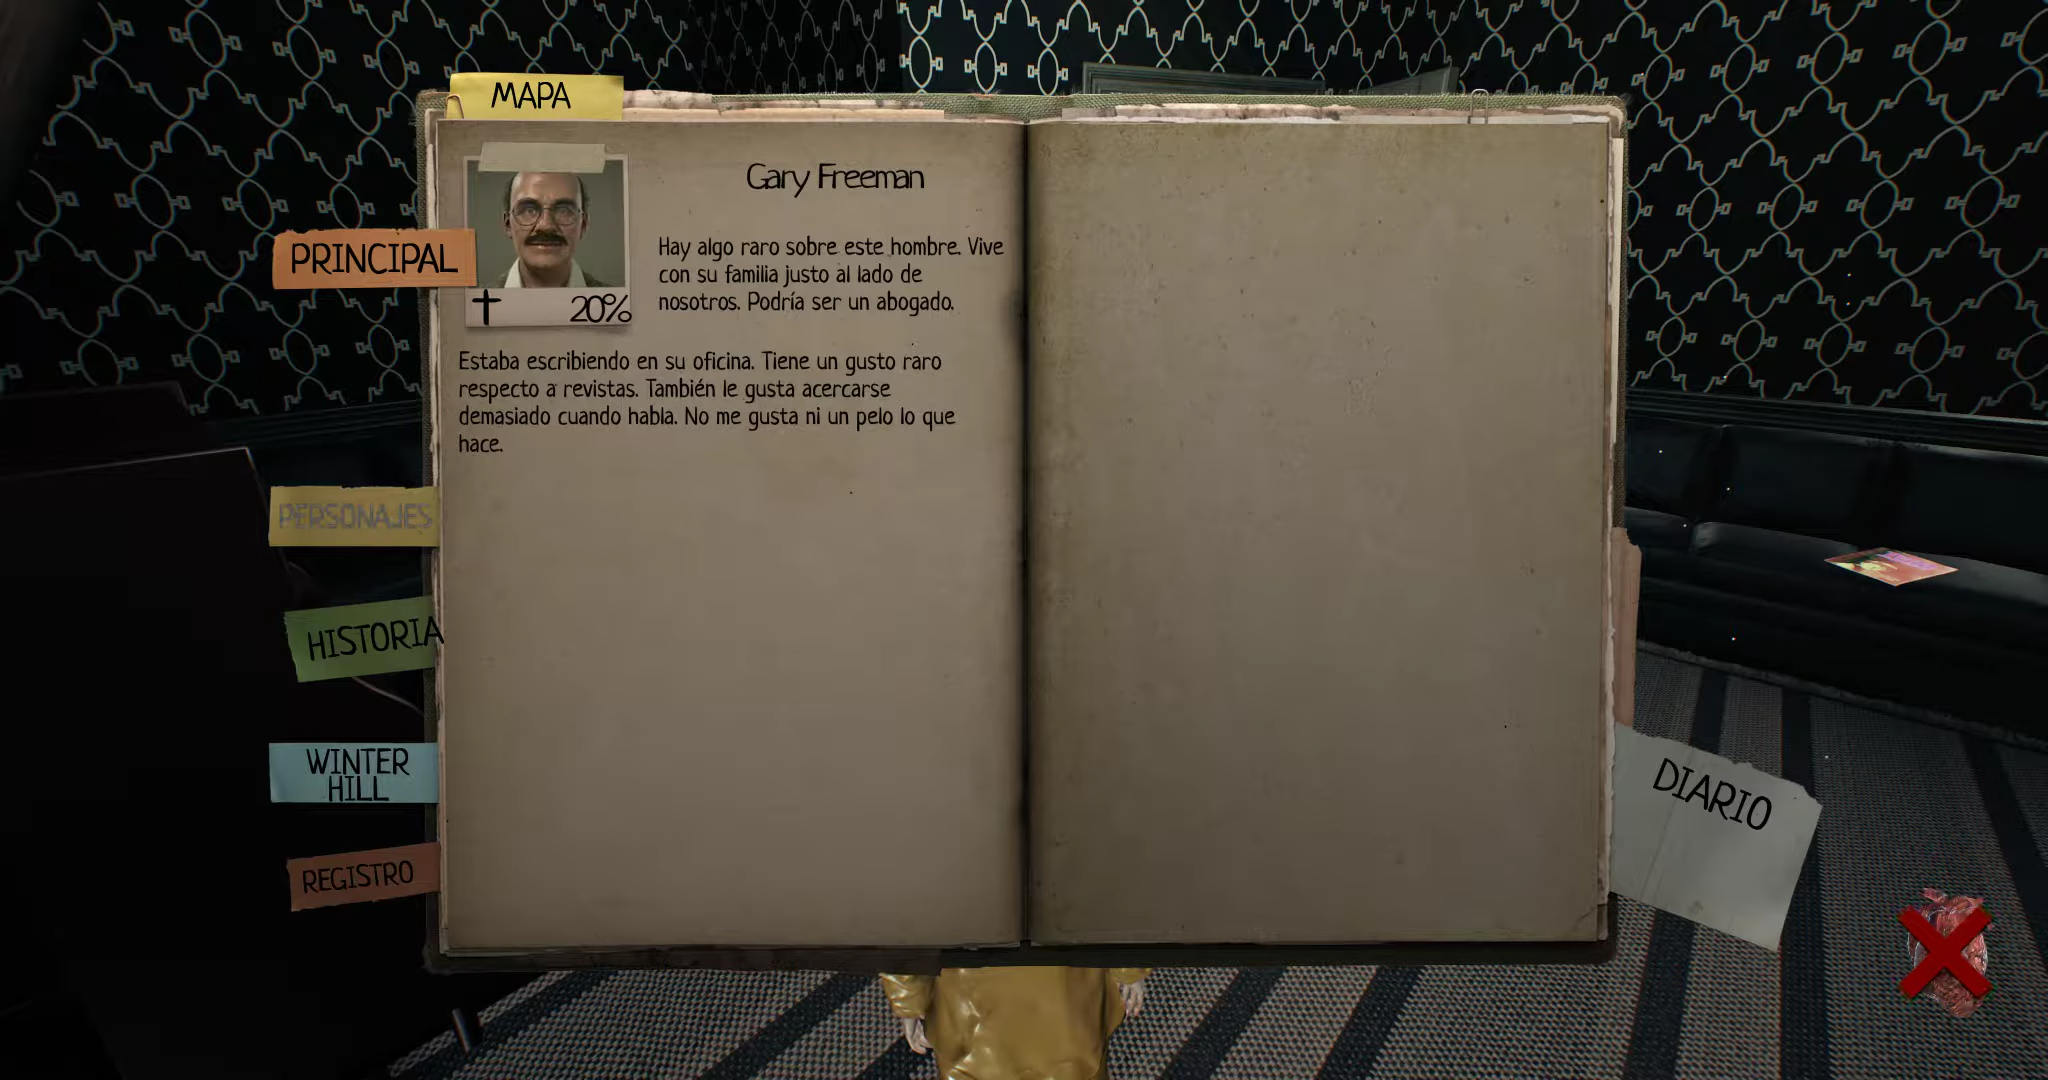 MAPA
Gary Freeman
PRINCIPAL
Hay algo raro sobre este hombre. Vive
con su familia justo al lado de
nosotros. Podría ser un abogado.
20%
Estaba escribiendo en su oficina. Tiene un gusto raro
respecto a revistas. También le gusta acercarse
demasiado cuando habla. No me gusta ni un pelo lo que
hace.
PERSONAJES
HISTORIA
WINTER
HILL
REGISTRO
DIARIO